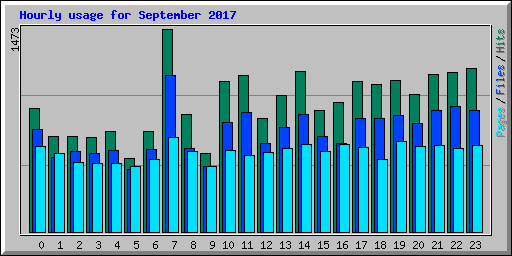 Hourly usage for September 2017
1473
Pages/Files/Hits
0 1 2 3 4 5 6 7 8 9 10 11 12 13 14 15 16 17 18 19 20 21 22 23